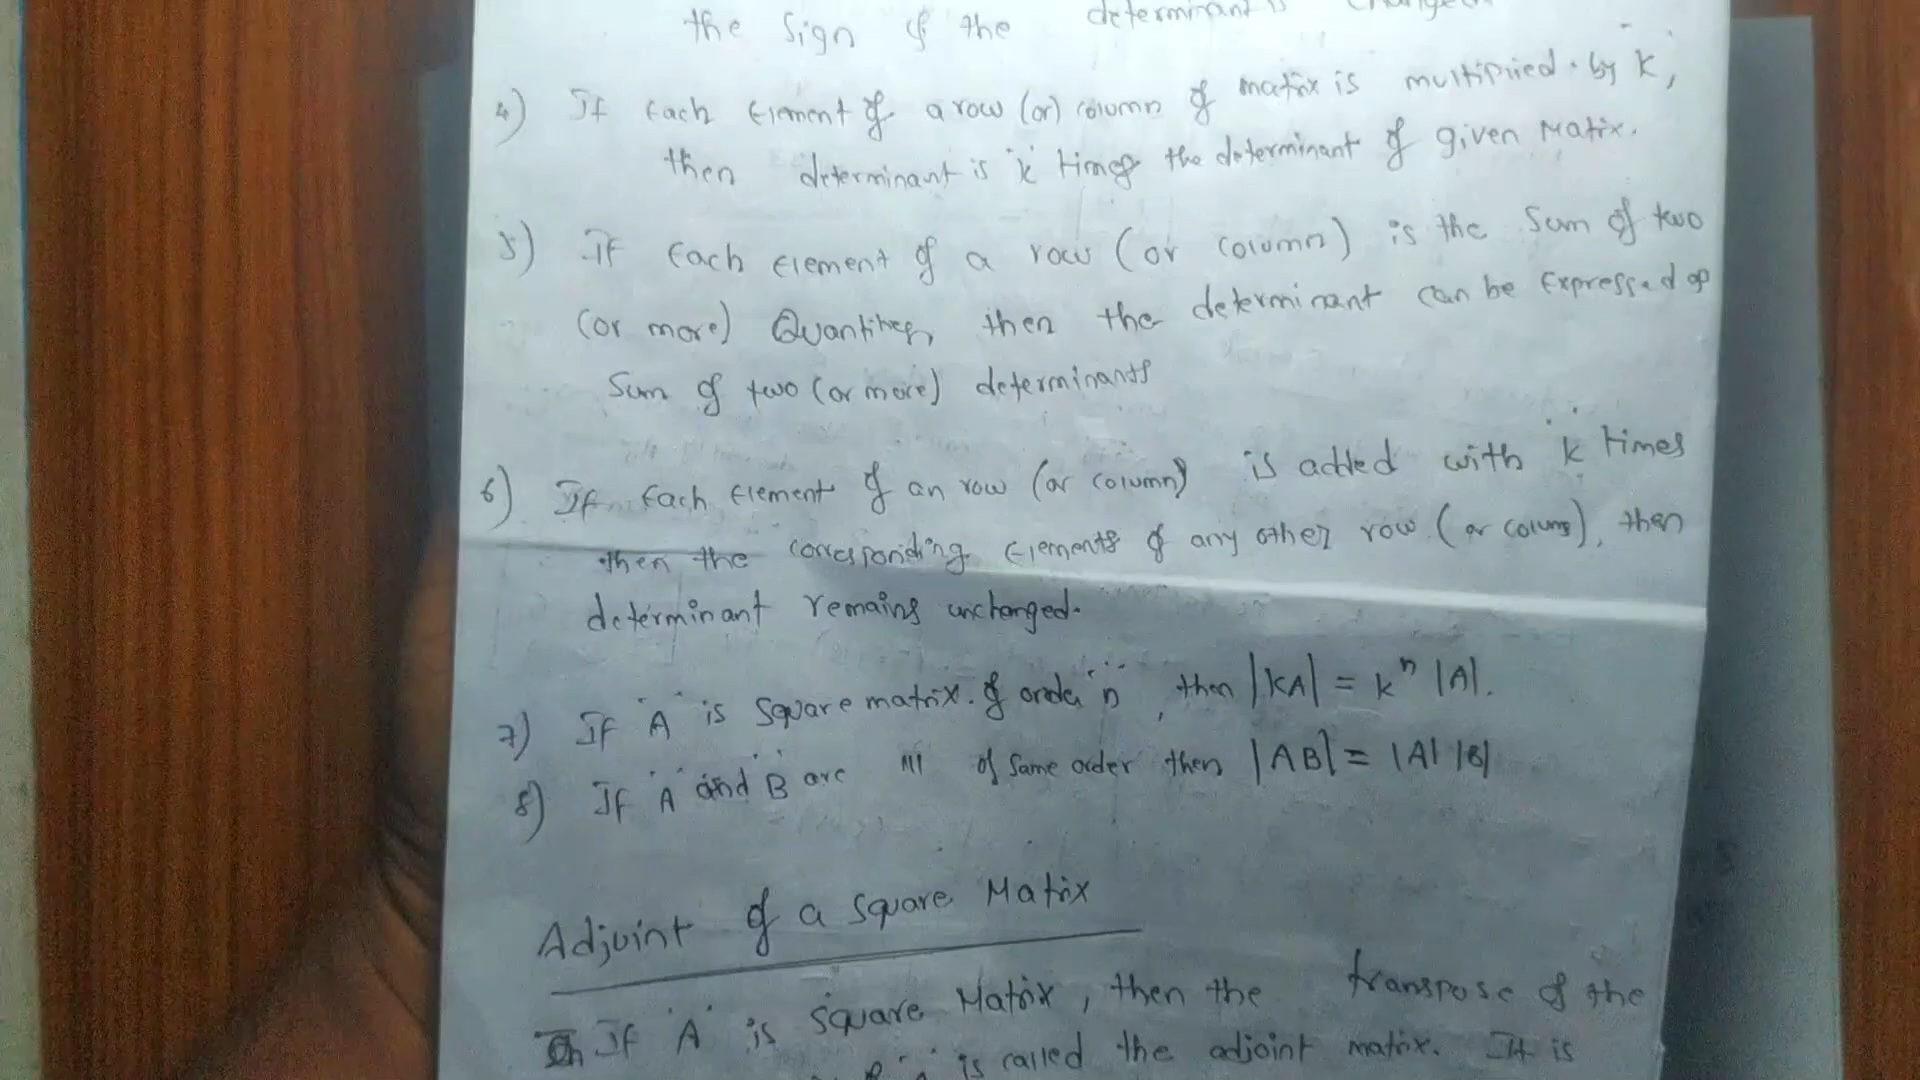 the sign of the determinant is changed
4) If Each Element of a row (or) column of matrix is multiplied by 'k',
then determinant is 'k' times the determinant of given Matrix.
5) If Each Element of a row (or column) is the Sum of two
(or more) Quantities, then the determinant can be Expressed as
Sum of two (or more) determinants
6) If Each Element of an row (or column) is added with 'k' times
then the corresponding Elements of any other row (or column), then
determinant remains unchanged.
7) If 'A' is Square matrix of order 'n', then |KA| = k^n |A|.
8) If 'A' and 'B' are of Same order then |AB| = |A| |B|
Adjoint of a square Matrix
If 'A' is square Matrix, then the transpose of the
is called the adjoint matrix. It is